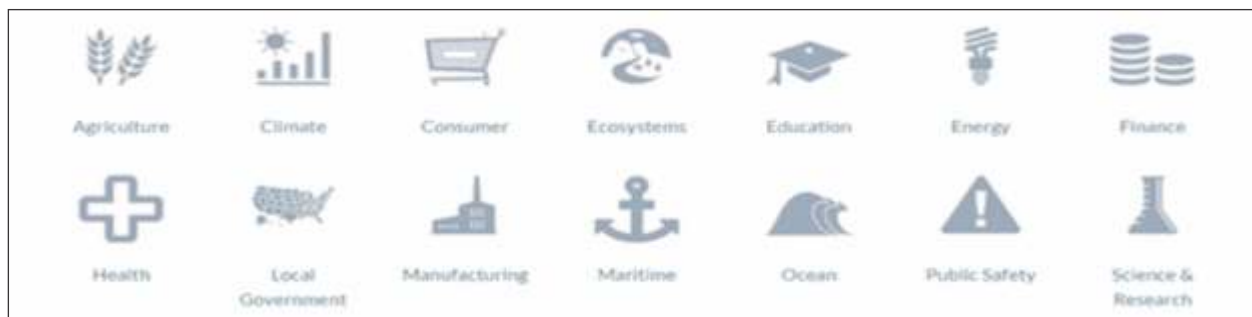 Agriculture
Climate
Consumer
Ecosystems
Education
Energy
Finance
Health
Local
Government
Manufacturing
Maritime
Ocean
Public Safety
Science &
Research